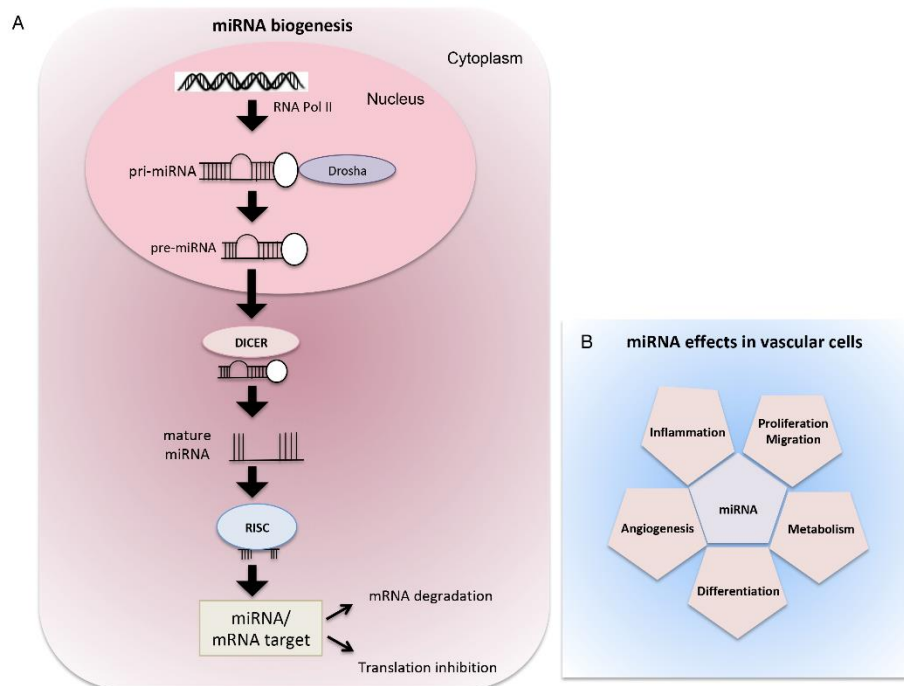 A
miRNA biogenesis
Cytoplasm
Nucleus
RNA Pol II
pri-miRNA
Drosha
pre-miRNA
DICER
mature
miRNA
RISC
miRNA/
mRNA target
mRNA degradation
Translation inhibition
B
miRNA effects in vascular cells
Inflammation
Proliferation
Migration
miRNA
Angiogenesis
Metabolism
Differentiation